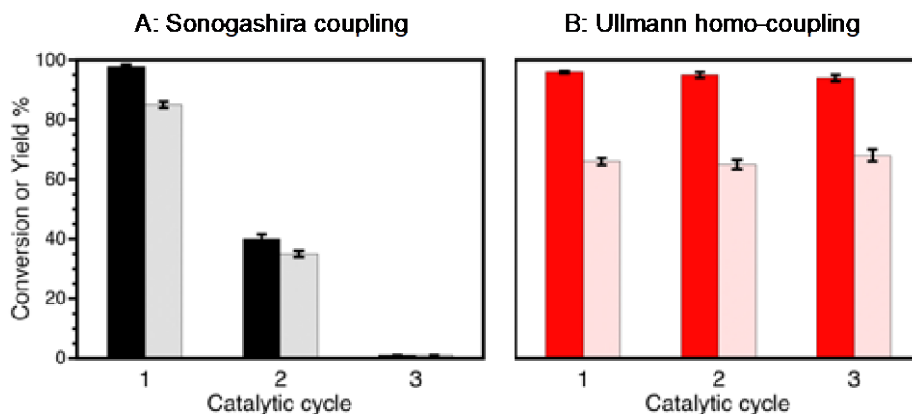 A: Sonogashira coupling
B: Ullmann homo-coupling
Conversion or Yield %
100
80
60
40
20
0
1 2 3
Catalytic cycle
1 2 3
Catalytic cycle